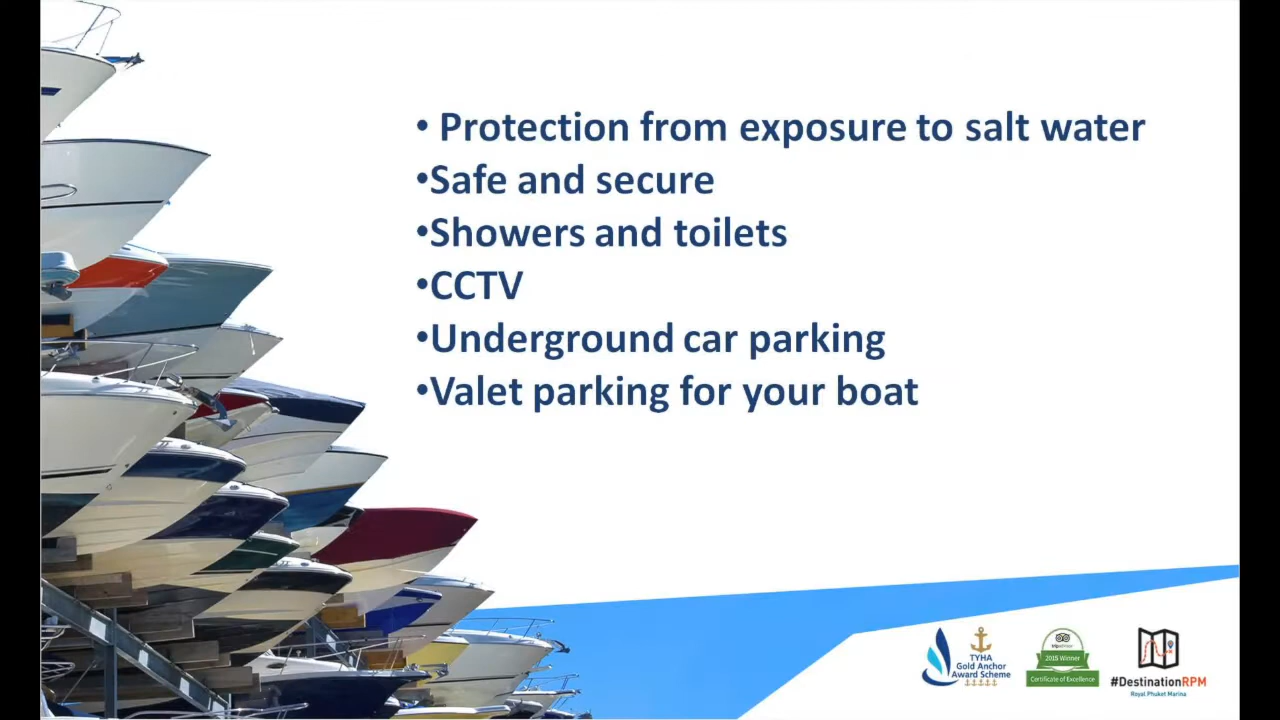 • Protection from exposure to salt water
•Safe and secure
•Showers and toilets
•CCTV
•Underground car parking
•Valet parking for your boat
TYHA
Gold Anchor
Award Scheme
tripadvisor
2015 Winner
Certificate of Excellence
#DestinationRPM
Royal Phuket Marina